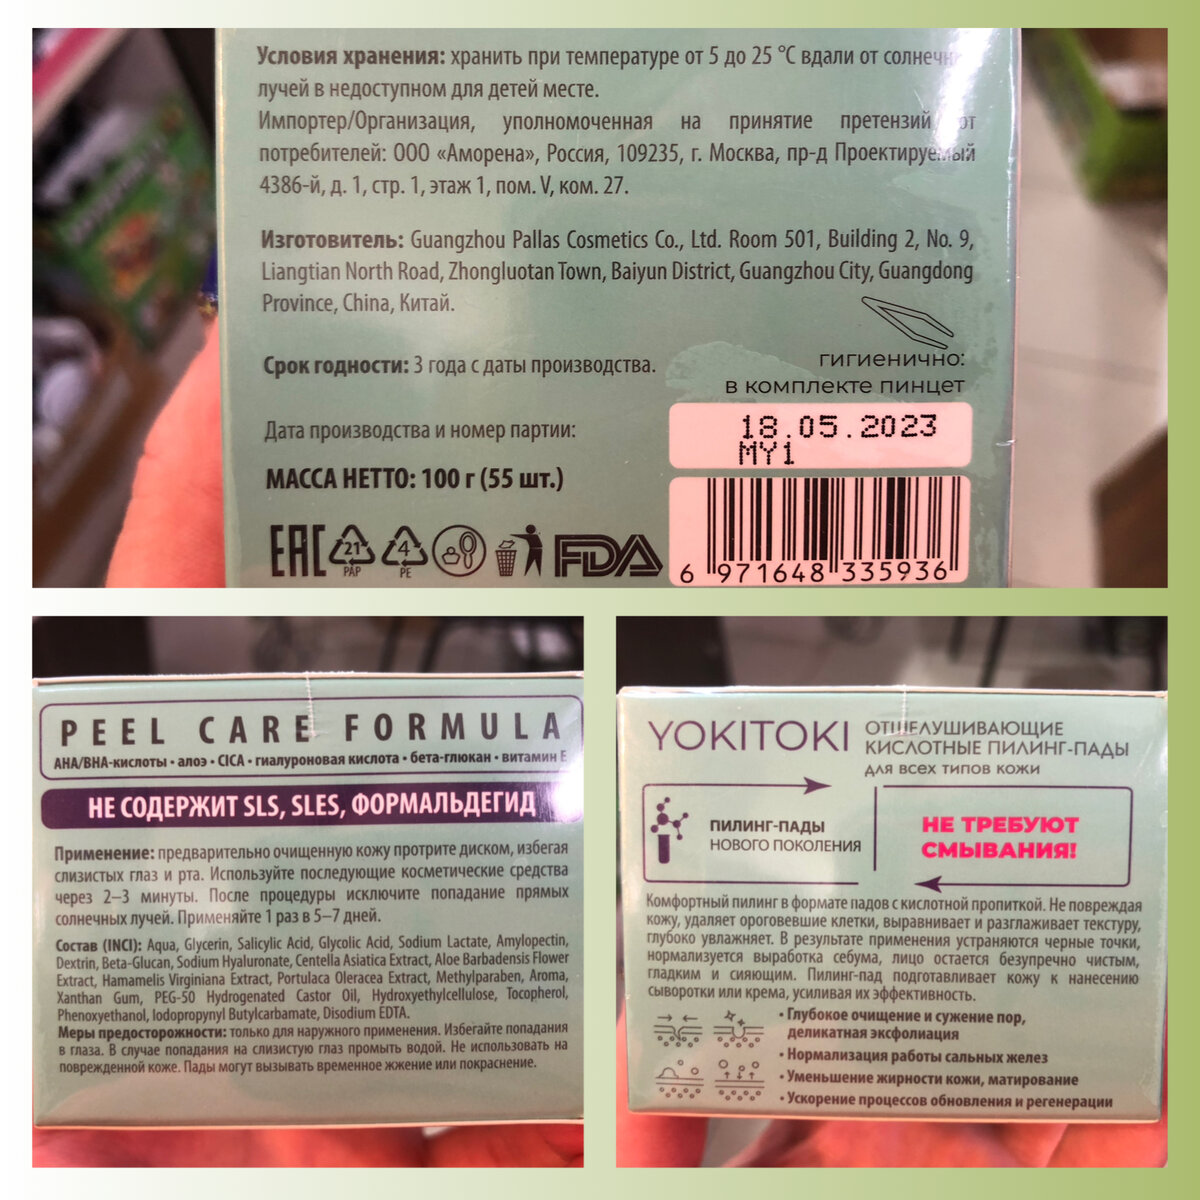 Условия хранения: хранить при температуре от 5 до 25 °C вдали от солнечн
лучей в недоступном для детей месте.
Импортер/Организация, уполномоченная на принятие претензий от
потребителей: ООО «Аморена», Россия, 109235, г. Москва, пр-д Проектируемый
4386-й, д. 1, стр. 1, этаж 1, пом. V, ком. 27.
Изготовитель: Guangzhou Pallas Cosmetics Co., Ltd. Room 501, Building 2, No. 9,
Liangtian North Road, Zhongluotan Town, Baiyun District, Guangzhou City, Guangdong
Province, China, Китай.
Срок годности: 3 года с даты производства.
гигиенично:
в комплекте пинцет
Дата производства и номер партии:
18.05.2023
MY1
МАССА НЕТТО: 100 г (55 шт.)
EAC
21
PAP
4
PE
FDA
6 971648 335936
PEEL CARE FORMULA
AHA/BHA-кислоты • алоэ • CICA • гиалуроновая кислота • бета-глюкан • витамин E
НЕ СОДЕРЖИТ SLS, SLES, ФОРМАЛЬДЕГИД
Применение: предварительно очищенную кожу протрите диском, избегая
слизистых глаз и рта. Используйте последующие косметические средства
через 2–3 минуты. После процедуры исключите попадание прямых
солнечных лучей. Применяйте 1 раз в 5–7 дней.
Состав (INCI): Aqua, Glycerin, Salicylic Acid, Glycolic Acid, Sodium Lactate, Amylopectin,
Dextrin, Beta-Glucan, Sodium Hyaluronate, Centella Asiatica Extract, Aloe Barbadensis Flower
Extract, Hamamelis Virginiana Extract, Portulaca Oleracea Extract, Methylparaben, Aroma,
Xanthan Gum, PEG-50 Hydrogenated Castor Oil, Hydroxyethylcellulose, Tocopherol,
Phenoxyethanol, Iodopropynyl Butylcarbamate, Disodium EDTA.
Меры предосторожности: только для наружного применения. Избегайте попадания
в глаза. В случае попадания на слизистую глаз промыть водой. Не использовать на
поврежденной коже. Пады могут вызывать временное жжение или покраснение.
YOKITOKI
ОТШЕЛУШИВАЮЩИЕ
КИСЛОТНЫЕ ПИЛИНГ-ПАДЫ
для всех типов кожи
ПИЛИНГ-ПАДЫ
НОВОГО ПОКОЛЕНИЯ
НЕ ТРЕБУЮТ
СМЫВАНИЯ!
Комфортный пилинг в формате падов с кислотной пропиткой. Не повреждая
кожу, удаляет ороговевшие клетки, выравнивает и разглаживает текстуру,
глубоко увлажняет. В результате применения устраняются черные точки,
нормализуется выработка себума, лицо остается безупречно чистым,
гладким и сияющим. Пилинг-пад подготавливает кожу к нанесению
сыворотки или крема, усиливая их эффективность.
• Глубокое очищение и сужение пор,
деликатная эксфолиация
• Нормализация работы сальных желез
• Уменьшение жирности кожи, матирование
• Ускорение процессов обновления и регенерации